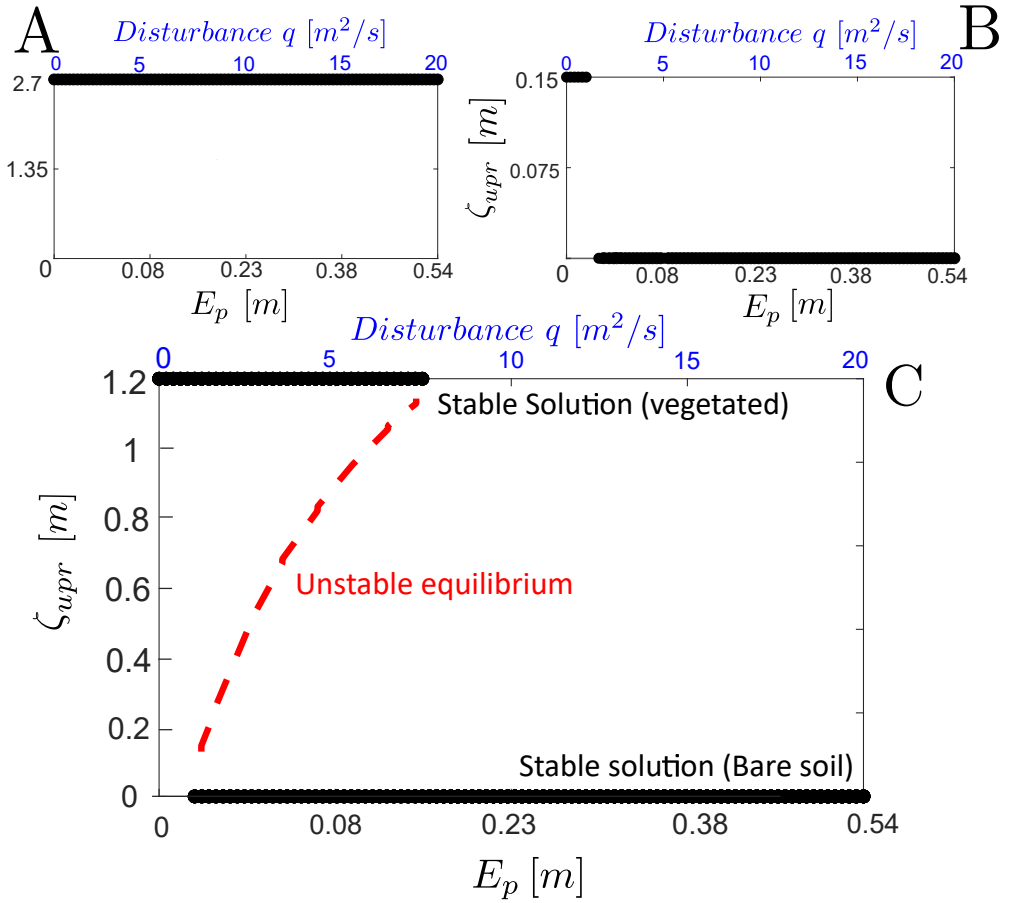 A
Disturbance q [m²/s]
0 5 10 15 20
2.7
1.35
0
0.08 0.23 0.38 0.54
E_p [m]
B
Disturbance q [m²/s]
0 5 10 15 20
ζ_upr [m]
0.15
0.075
0
0.08 0.23 0.38 0.54
E_p [m]
C
Disturbance q [m²/s]
0 5 10 15 20
ζ_upr [m]
1.2
1
0.8
0.6
0.4
0.2
0
Stable Solution (vegetated)
Unstable equilibrium
Stable solution (Bare soil)
0 0.08 0.23 0.38 0.54
E_p [m]